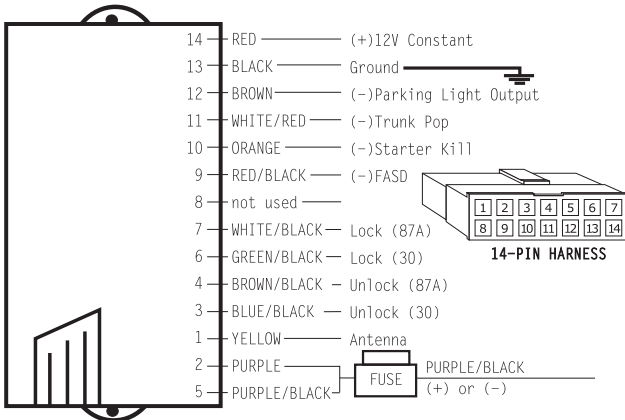 14 RED (+)12V Constant
13 BLACK Ground
12 BROWN (-)Parking Light Output
11 WHITE/RED (-)Trunk Pop
10 ORANGE (-)Starter Kill
9 RED/BLACK (-)FASD
8 not used
7 WHITE/BLACK Lock (87A)
6 GREEN/BLACK Lock (30)
4 BROWN/BLACK Unlock (87A)
3 BLUE/BLACK Unlock (30)
1 YELLOW Antenna
2 PURPLE
5 PURPLE/BLACK
FUSE
PURPLE/BLACK
(+) or (-)
1 2 3 4 5 6 7
8 9 10 11 12 13 14
14-PIN HARNESS